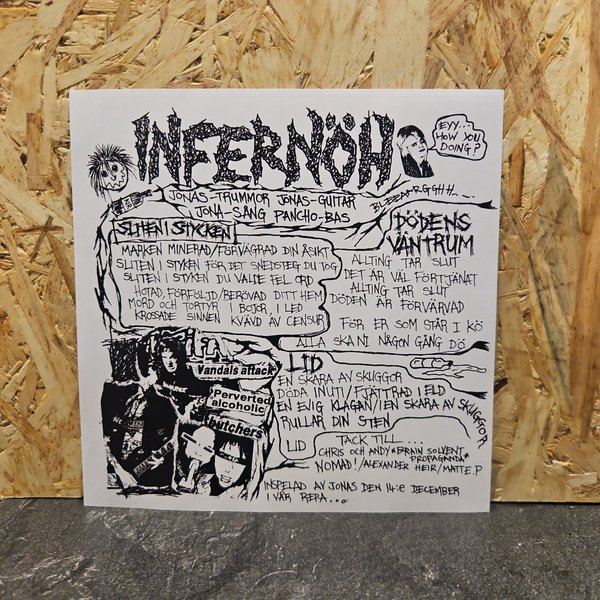 INFERNÖH
EYY...
HOW YOU
DOING?
BLEEAARGGHH....
JONAS-TRUMMOR JONAS-GUITAR
JONA-SÅNG PANCHO-BAS
SLITEN I STYCKEN
MARKEN MINERAD/FÖRVÄGRAD DIN ÅSIKT
SLITEN I STYKEN FÖR DET SNEDSTEG DU TOG
SLITEN I STYKEN DU VALDE FEL ORD
HOTAD, FÖRFÖLJD/BERÖVAD DITT HEM
MORD OCH TORTYR I BOJOR, I LED
KROSSADE SINNEN KVÄVD AV CENSUR
DÖDENS
VÄNTRUM
ALLTING TAR SLUT
DET ÄR VÄL FÖRTJÄNAT
ALLTING TAR SLUT
DÖDEN ÄR FÖRVÄRVAD
FÖR ER SOM STÅR I KÖ
ALLA SKA NI NÅGON GÅNG DÖ
Vandals attack
Perverted
alcoholic
butchers
LID
EN SKARA AV SKUGGOR
DÖDA INUTI/FJÄTTRAD I ELD
EN EVIG KLAGAN/I EN SKARA AV SKUGGOR
RULLAR DIN STEN
LID
TACK TILL...
CHRIS OCH ANDY*BRAIN SOLVENT
PROPAGANDA*
NOMAD!/ALEXANDER HEIR/MATTE.P
INSPELAD AV JONAS DEN 14:e DECEMBER
I VÅR REPA...